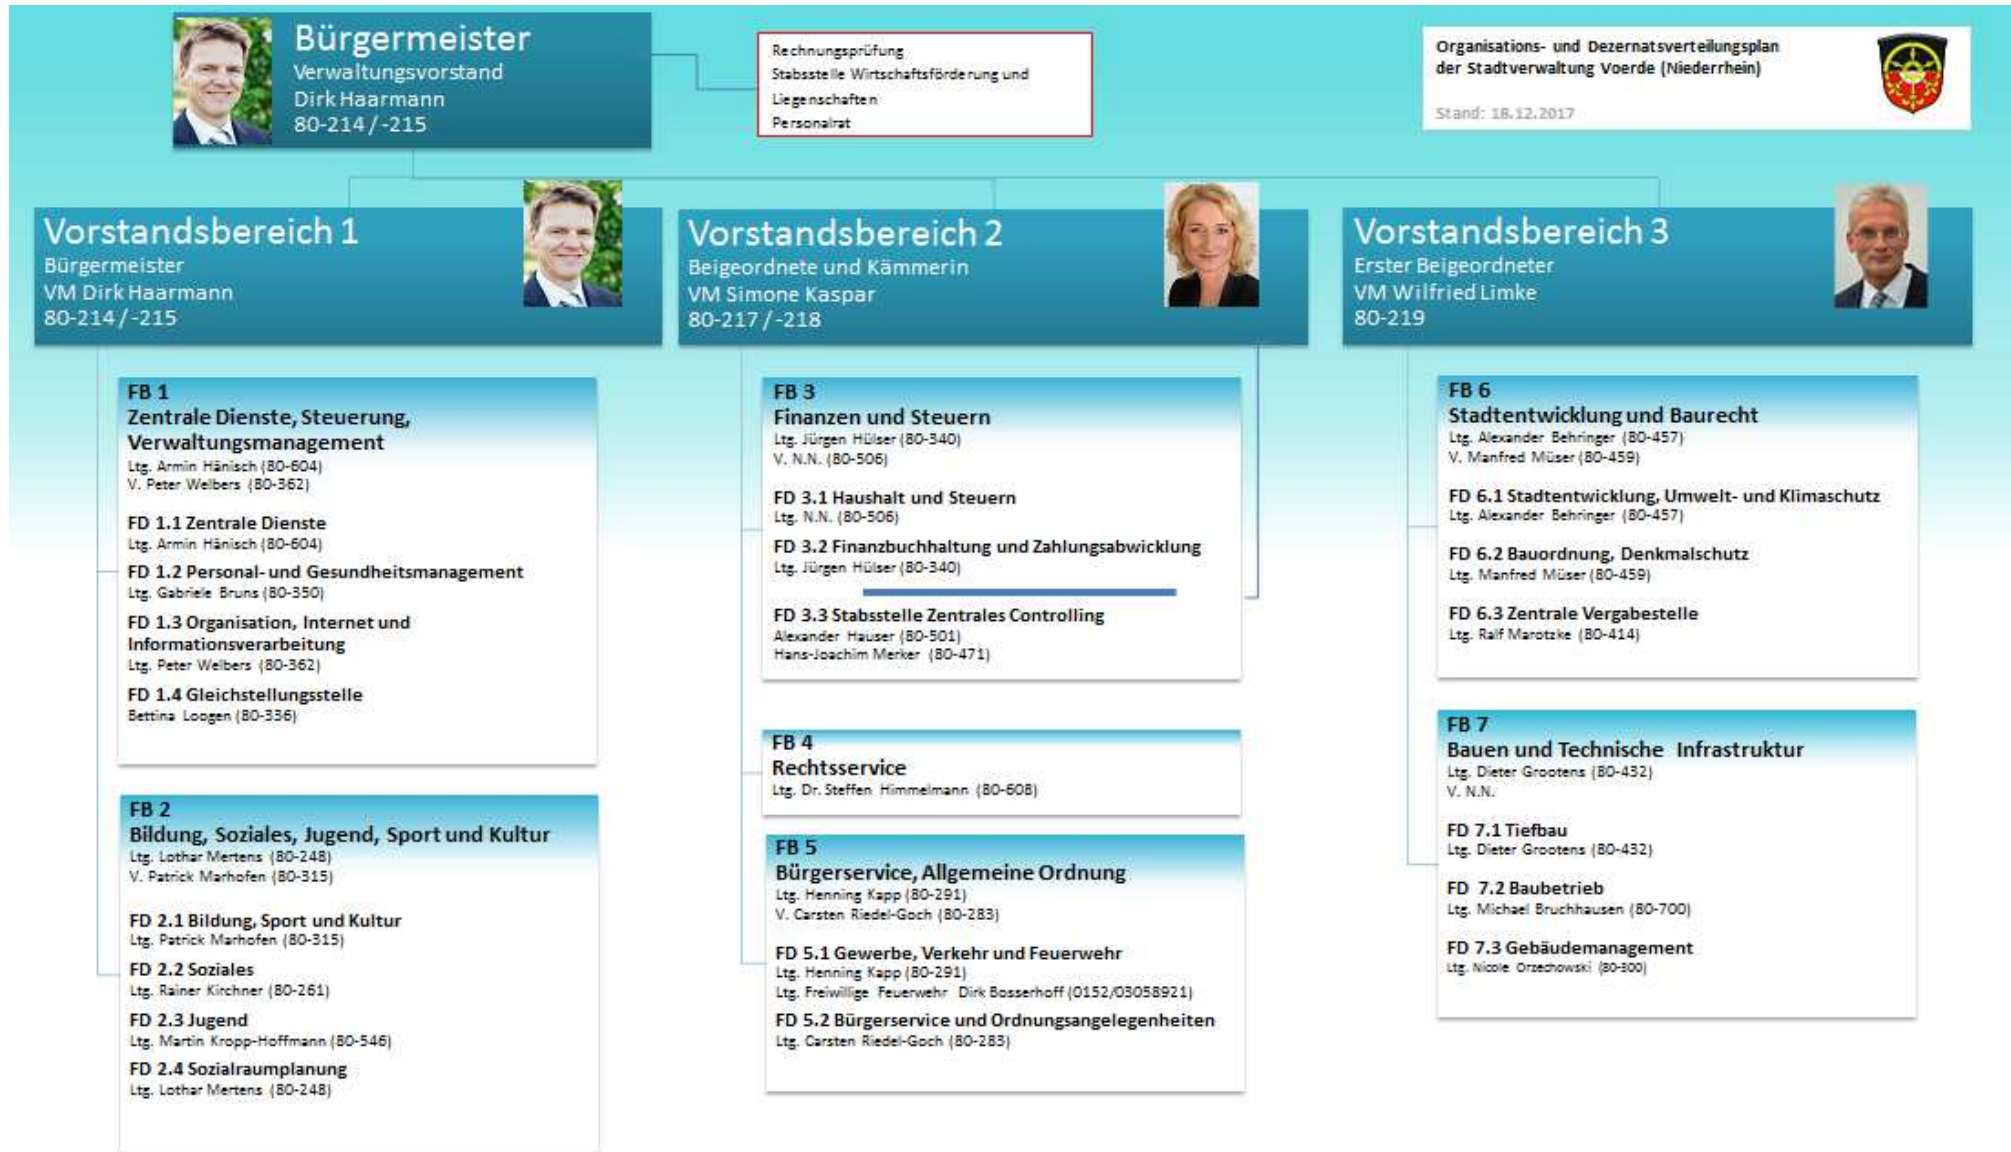 Bürgermeister
Verwaltungsvorstand
Dirk Haarmann
80-214 / -215
Rechnungsprüfung
Stabsstelle Wirtschaftsförderung und
Liegenschaften
Personalrat
Organisations- und Dezernatsverteilungsplan
der Stadtverwaltung Voerde (Niederrhein)
Stand: 18.12.2017
Vorstandsbereich 1
Bürgermeister
VM Dirk Haarmann
80-214 / -215
FB 1
Zentrale Dienste, Steuerung,
Verwaltungsmanagement
Ltg. Armin Hänisch (80-604)
V. Peter Welbers (80-362)
FD 1.1 Zentrale Dienste
Ltg. Armin Hänisch (80-604)
FD 1.2 Personal- und Gesundheitsmanagement
Ltg. Gabriele Bruns (80-350)
FD 1.3 Organisation, Internet und
Informationsverarbeitung
Ltg. Peter Welbers (80-362)
FD 1.4 Gleichstellungsstelle
Bettina Loogen (80-336)
FB 2
Bildung, Soziales, Jugend, Sport und Kultur
Ltg. Lothar Mertens (80-248)
V. Patrick Marhofen (80-315)
FD 2.1 Bildung, Sport und Kultur
Ltg. Patrick Marhofen (80-315)
FD 2.2 Soziales
Ltg. Rainer Kirchner (80-261)
FD 2.3 Jugend
Ltg. Martin Kropp-Hoffmann (80-546)
FD 2.4 Sozialraumplanung
Ltg. Lothar Mertens (80-248)
Vorstandsbereich 2
Beigeordnete und Kämmerin
VM Simone Kaspar
80-217 / -218
FB 3
Finanzen und Steuern
Ltg. Jürgen Hülser (80-340)
V. N.N. (80-506)
FD 3.1 Haushalt und Steuern
Ltg. N.N. (80-506)
FD 3.2 Finanzbuchhaltung und Zahlungsabwicklung
Ltg. Jürgen Hülser (80-340)
FD 3.3 Stabsstelle Zentrales Controlling
Alexander Hauser (80-501)
Hans-Joachim Merker (80-471)
FB 4
Rechtsservice
Ltg. Dr. Steffen Himmelmann (80-608)
FB 5
Bürgerservice, Allgemeine Ordnung
Ltg. Henning Kapp (80-291)
V. Carsten Riedel-Goch (80-283)
FD 5.1 Gewerbe, Verkehr und Feuerwehr
Ltg. Henning Kapp (80-291)
Ltg. Freiwillige Feuerwehr Dirk Bosserhoff (0152/03058921)
FD 5.2 Bürgerservice und Ordnungsangelegenheiten
Ltg. Carsten Riedel-Goch (80-283)
Vorstandsbereich 3
Erster Beigeordneter
VM Wilfried Limke
80-219
FB 6
Stadtentwicklung und Baurecht
Ltg. Alexander Behringer (80-457)
V. Manfred Müser (80-459)
FD 6.1 Stadtentwicklung, Umwelt- und Klimaschutz
Ltg. Alexander Behringer (80-457)
FD 6.2 Bauordnung, Denkmalschutz
Ltg. Manfred Müser (80-459)
FD 6.3 Zentrale Vergabestelle
Ltg. Ralf Marotzke (80-414)
FB 7
Bauen und Technische Infrastruktur
Ltg. Dieter Grootens (80-432)
V. N.N.
FD 7.1 Tiefbau
Ltg. Dieter Grootens (80-432)
FD 7.2 Baubetrieb
Ltg. Michael Bruchhausen (80-700)
FD 7.3 Gebäudemanagement
Ltg. Nicole Orzechowski (80-300)